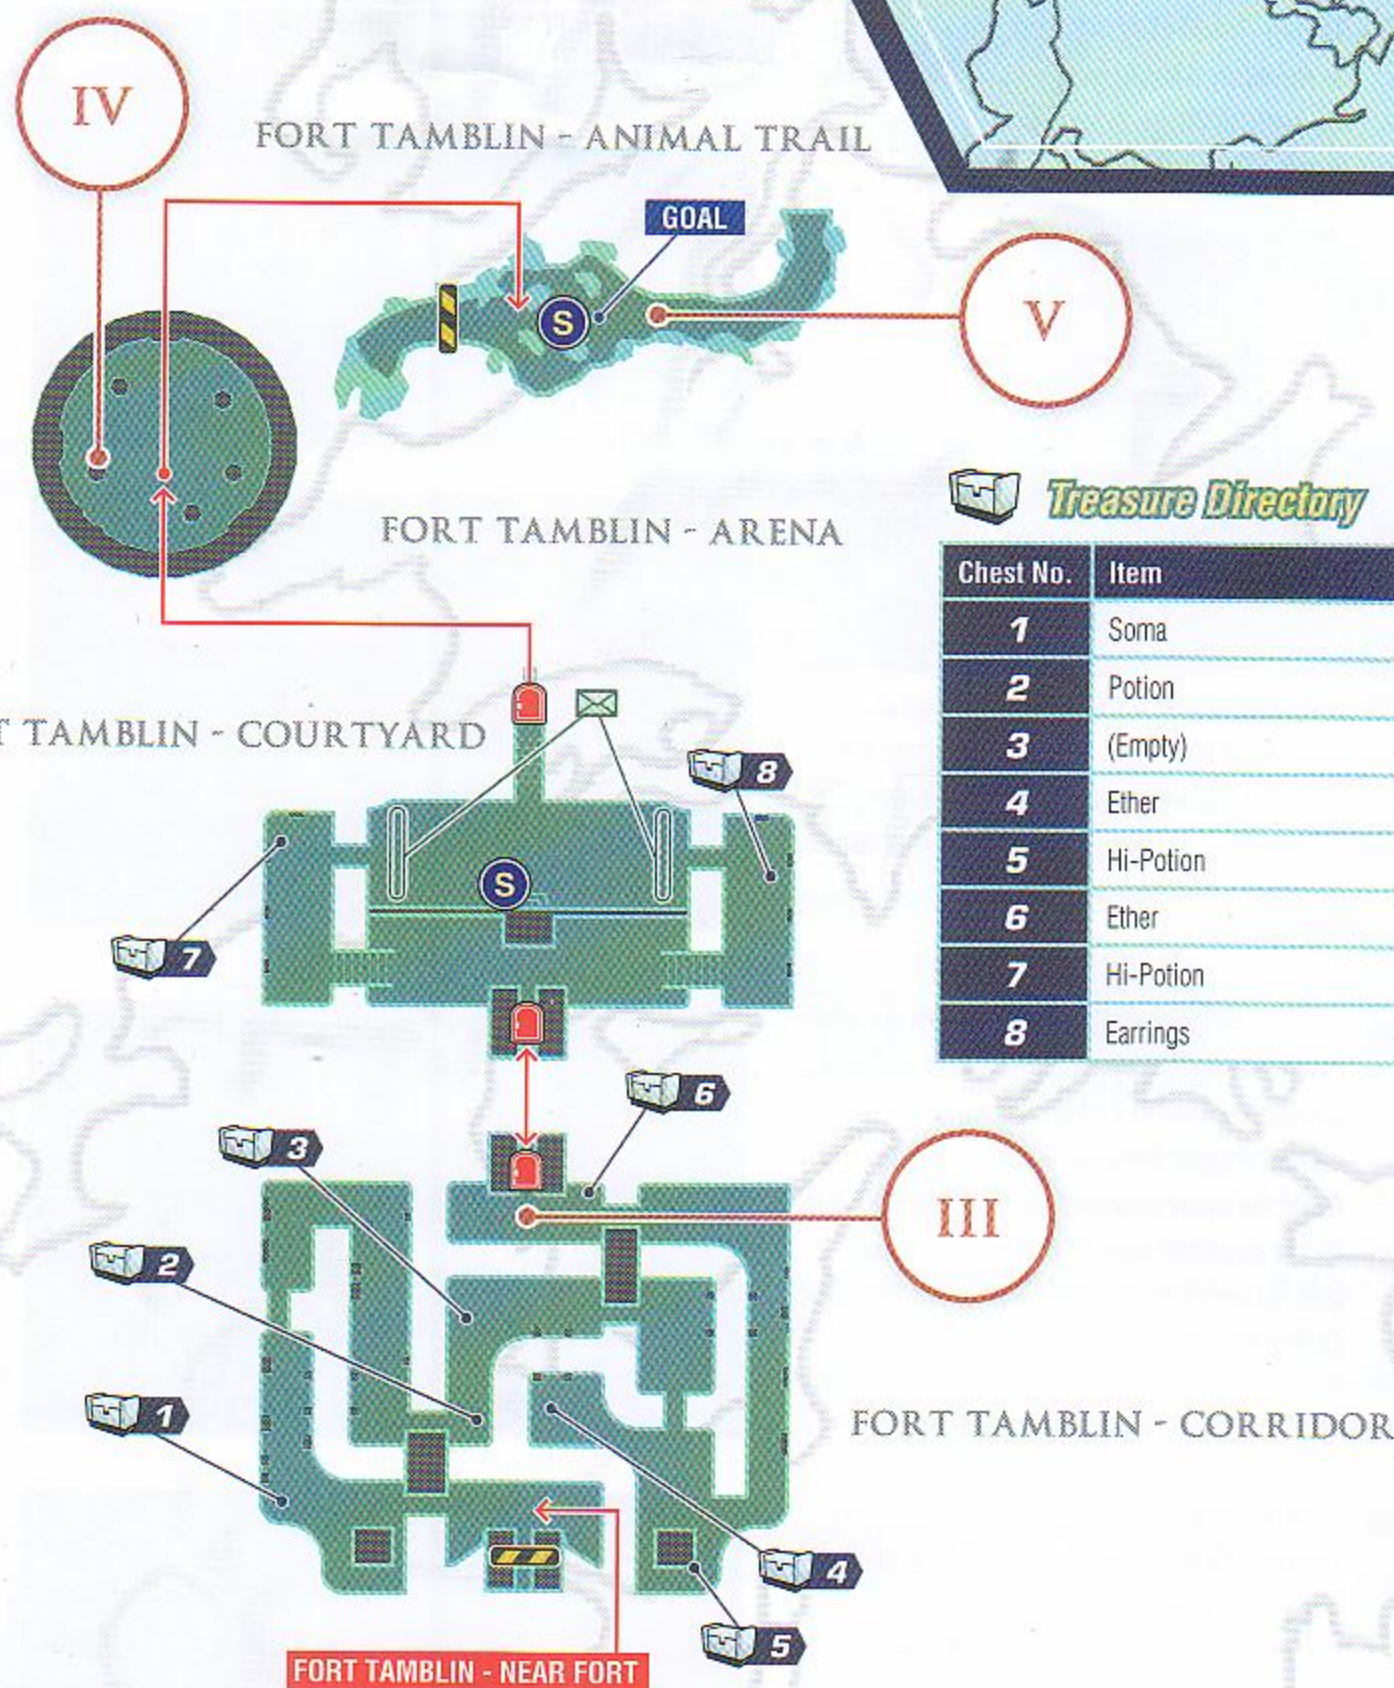 IV
FORT TAMBLIN - ANIMAL TRAIL
GOAL
S
V
Treasure Directory
FORT TAMBLIN - ARENA
Chest No. Item
1 Soma
2 Potion
3 (Empty)
4 Ether
5 Hi-Potion
6 Ether
7 Hi-Potion
8 Earrings
T TAMBLIN - COURTYARD
8
S
7
6
3
III
2
1
FORT TAMBLIN - CORRIDOR
4
5
FORT TAMBLIN - NEAR FORT